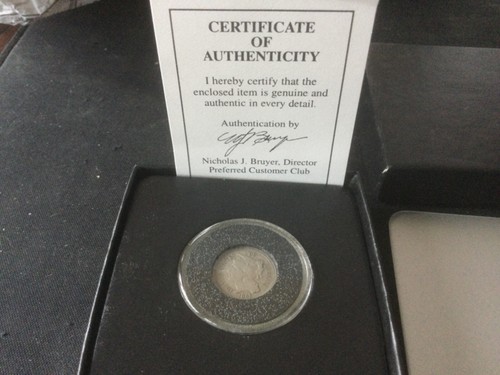 CERTIFICATE
OF
AUTHENTICITY
I hereby certify that the
enclosed item is genuine and
authentic in every detail.
Authentication by
Nicholas J. Bruyer, Director
Preferred Customer Club